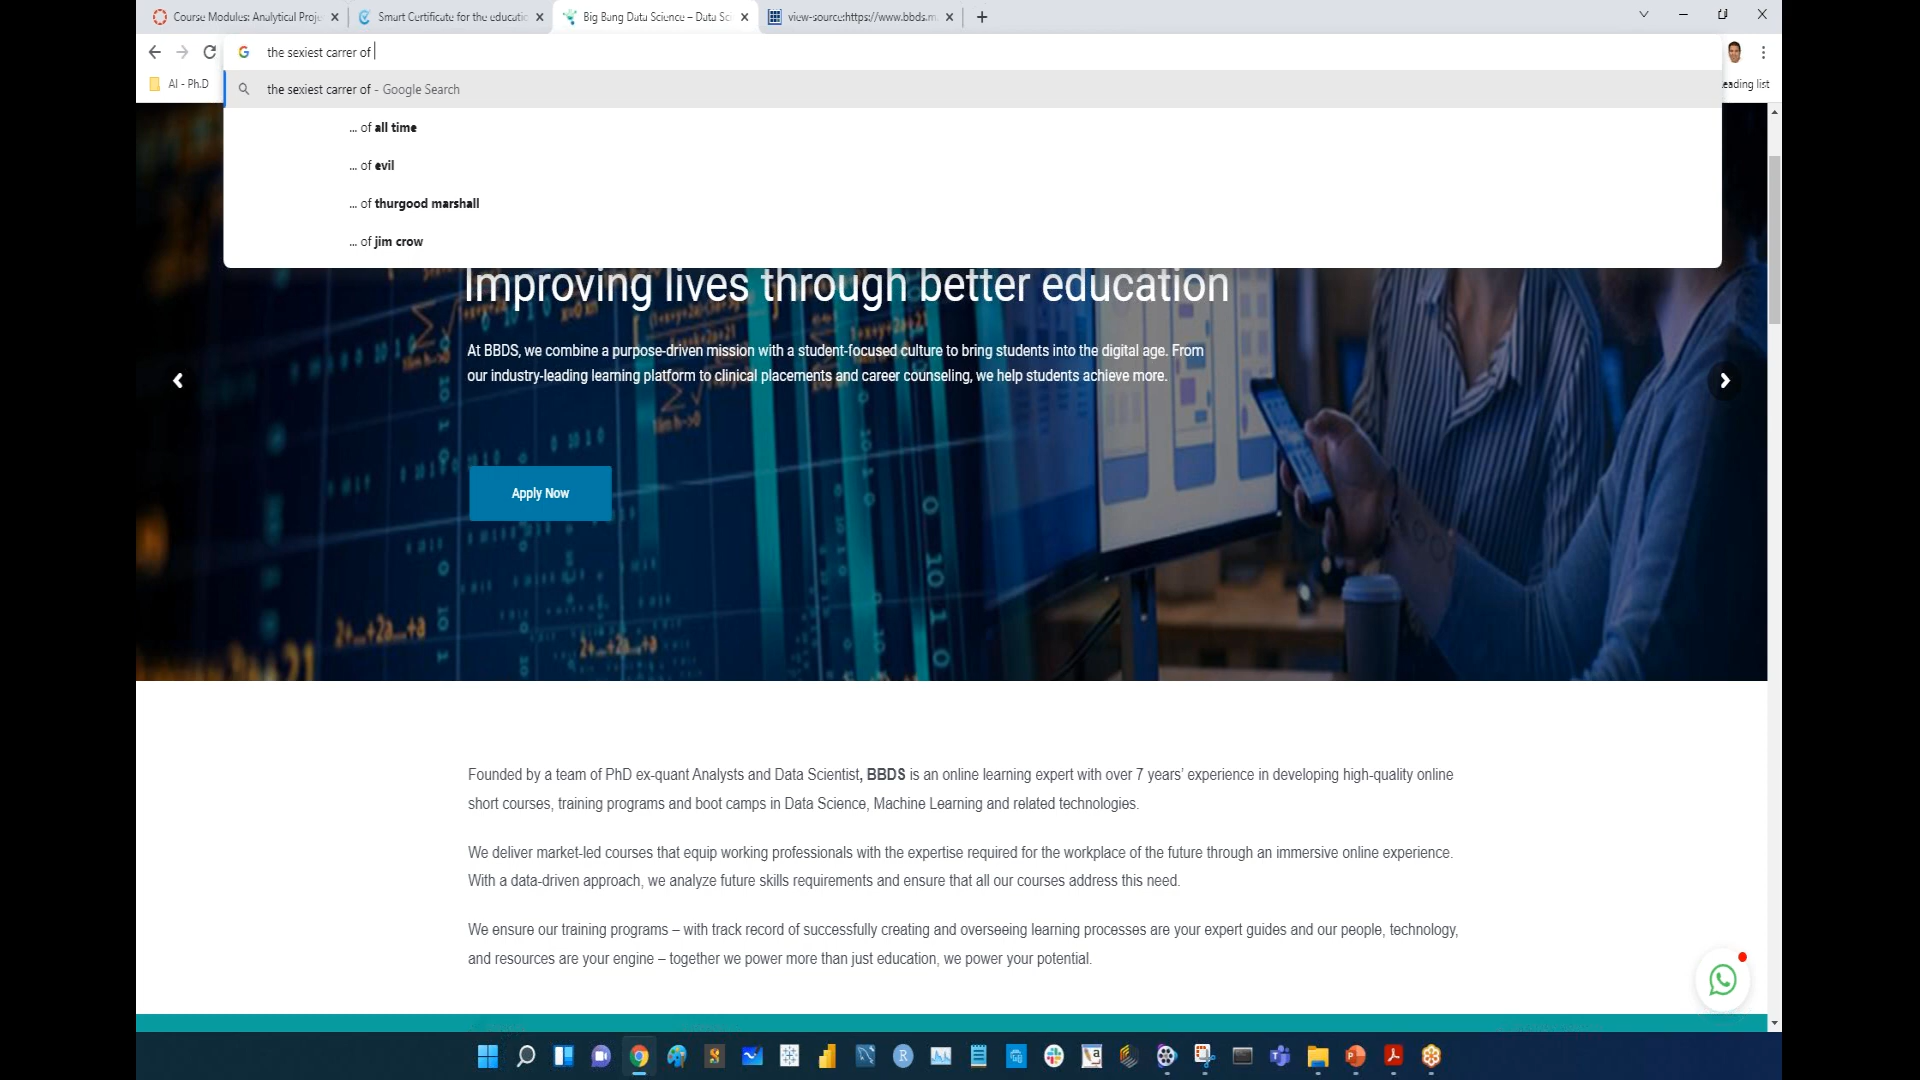 Course Modules: Analytical Proje
Smart Certificate for the educatio
Big Bang Data Science – Data Sci
view-source:https://www.bbds.m
the sexiest carrer of
AI - Ph.D
eading list
the sexiest carrer of - Google Search
... of all time
... of evil
... of thurgood marshall
... of jim crow
Improving lives through better education
At BBDS, we combine a purpose-driven mission with a student-focused culture to bring students into the digital age. From
our industry-leading learning platform to clinical placements and career counseling, we help students achieve more.
Apply Now
Founded by a team of PhD ex-quant Analysts and Data Scientist, BBDS is an online learning expert with over 7 years’ experience in developing high-quality online
short courses, training programs and boot camps in Data Science, Machine Learning and related technologies.
We deliver market-led courses that equip working professionals with the expertise required for the workplace of the future through an immersive online experience.
With a data-driven approach, we analyze future skills requirements and ensure that all our courses address this need.
We ensure our training programs – with track record of successfully creating and overseeing learning processes are your expert guides and our people, technology,
and resources are your engine – together we power more than just education, we power your potential.